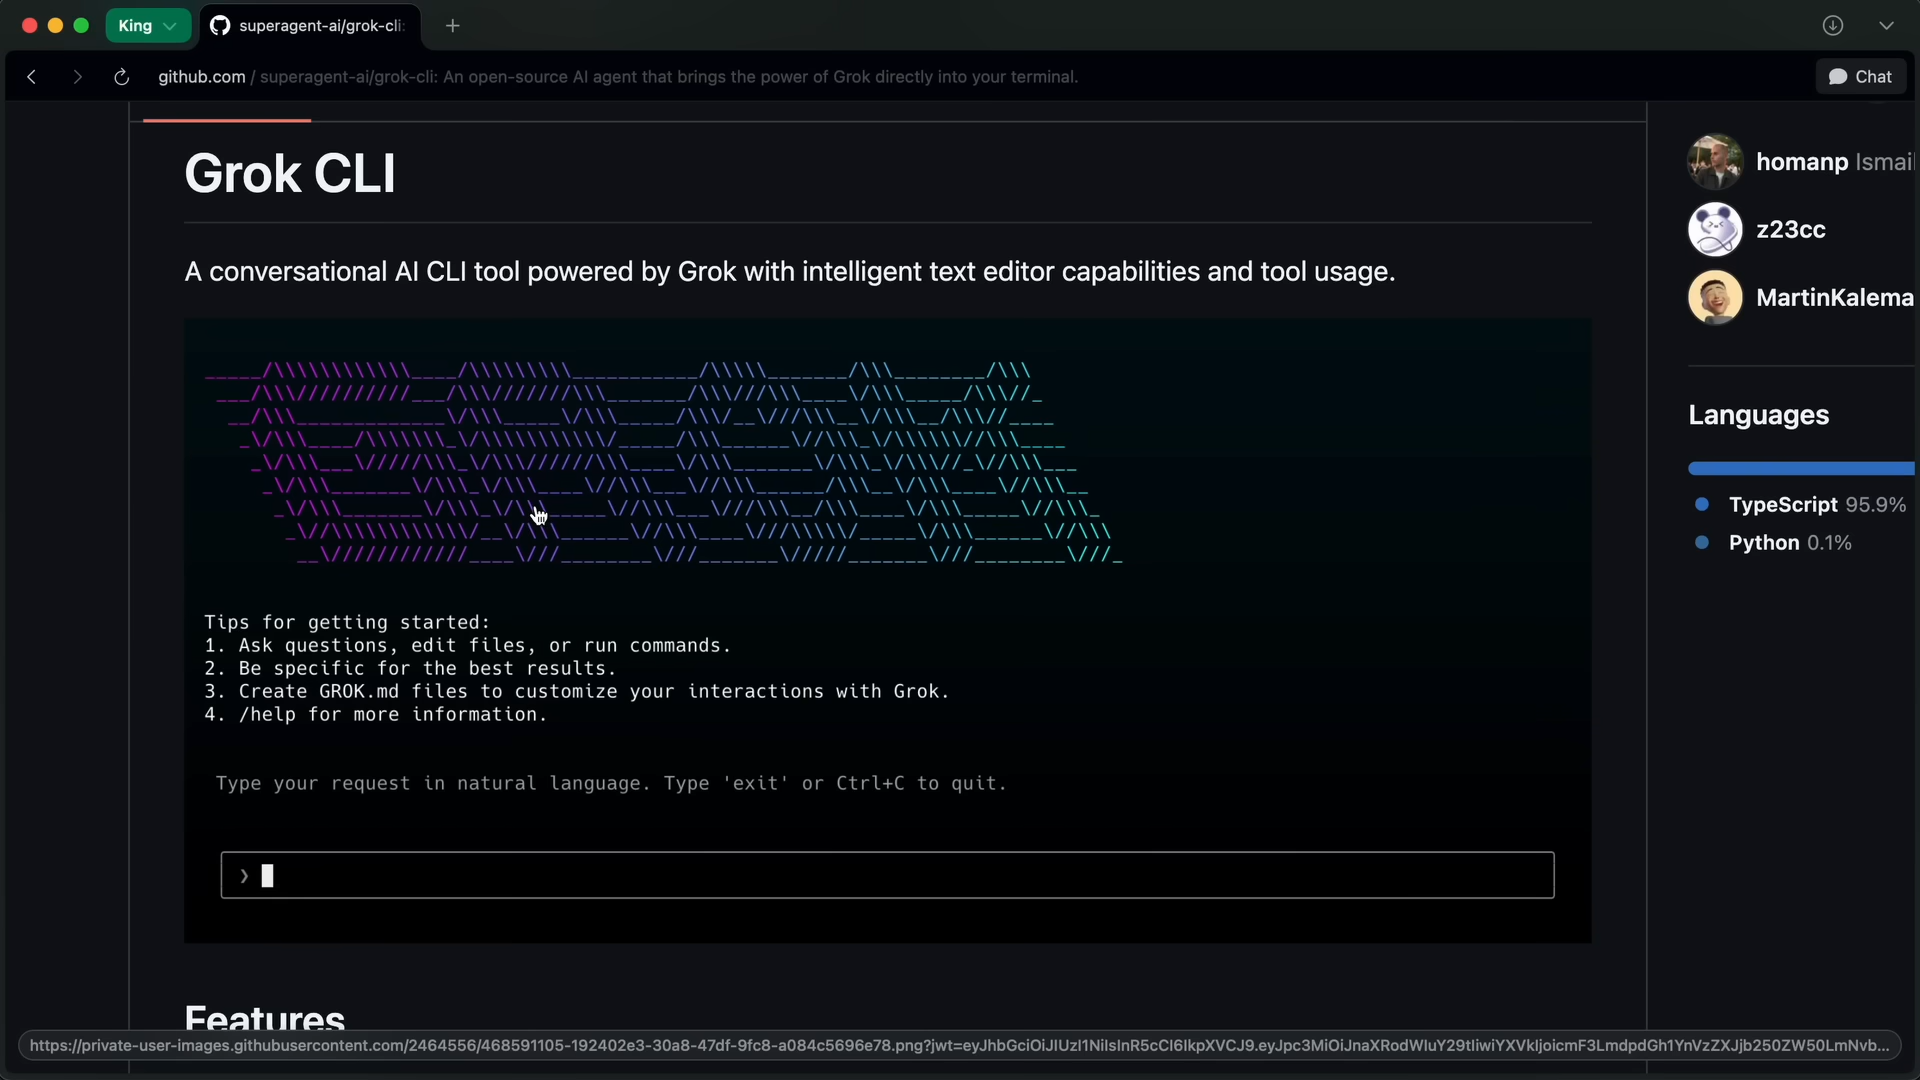 King
superagent-ai/grok-cli:
github.com / superagent-ai/grok-cli: An open-source AI agent that brings the power of Grok directly into your terminal.
Chat
Grok CLI
A conversational AI CLI tool powered by Grok with intelligent text editor capabilities and tool usage.
Tips for getting started:
1. Ask questions, edit files, or run commands.
2. Be specific for the best results.
3. Create GROK.md files to customize your interactions with Grok.
4. /help for more information.
Type your request in natural language. Type 'exit' or Ctrl+C to quit.
❯
Features
homanp Ismai
z23cc
MartinKalema
Languages
TypeScript 95.9%
Python 0.1%